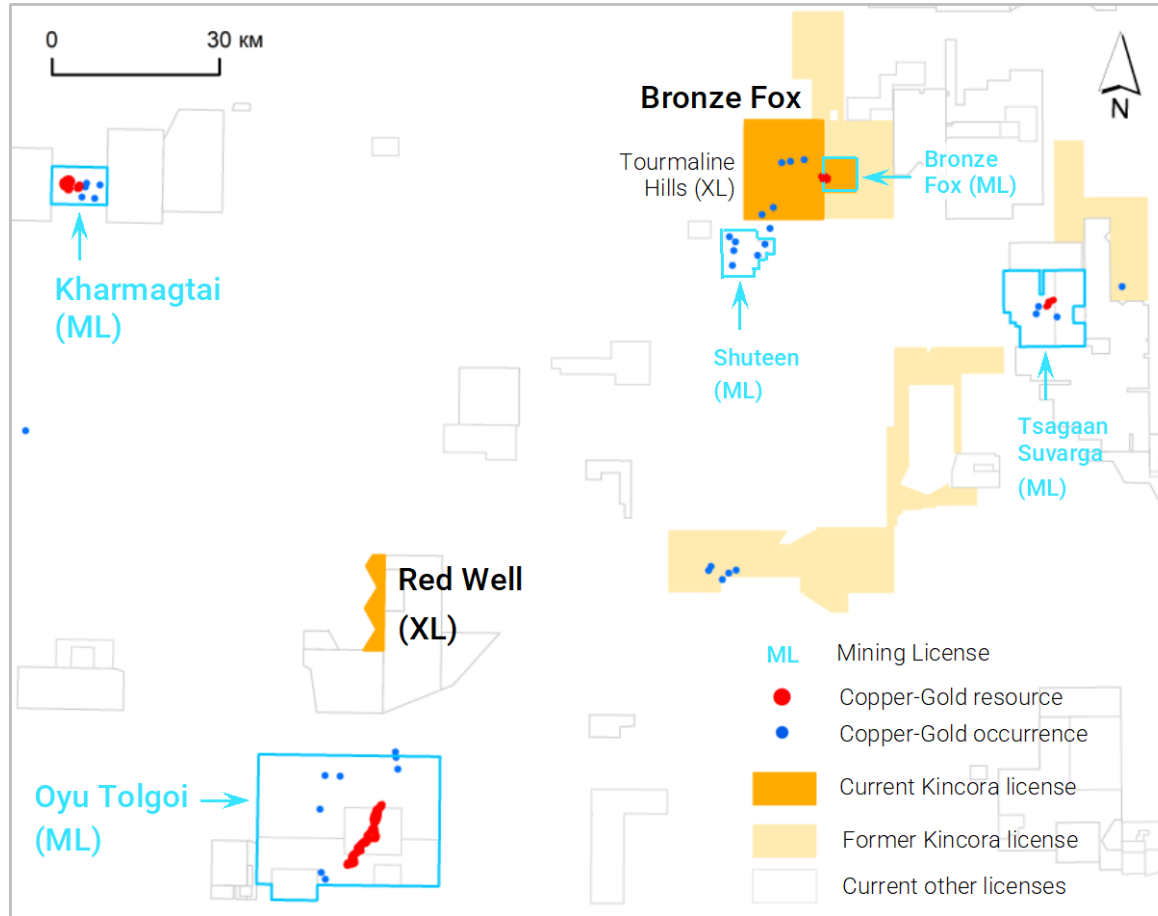 0 30 км
Bronze Fox
N
Tourmaline
Hills (XL)
Bronze
Fox (ML)
Kharmagtai
(ML)
Shuteen
(ML)
Tsagaan
Suvarga
(ML)
Red Well
(XL)
Oyu Tolgoi
(ML)
ML Mining License
Copper-Gold resource
Copper-Gold occurrence
Current Kincora license
Former Kincora license
Current other licenses